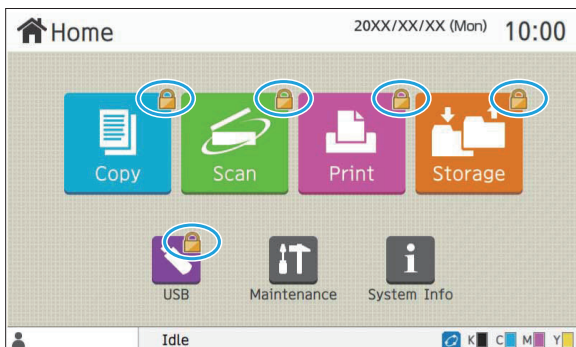 Home 20XX/XX/XX (Mon) 10:00
Copy Scan Print Storage
USB Maintenance System Info
Idle K C M Y